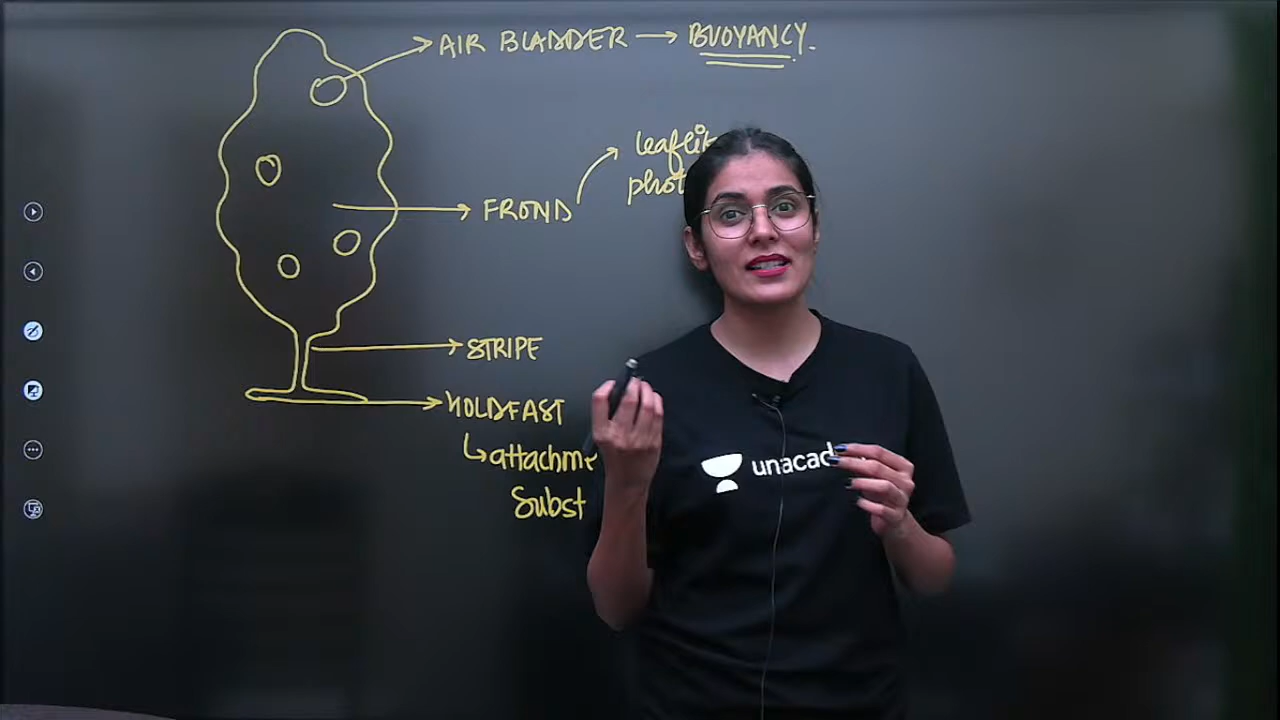 AIR BLADDER → BUOYANCY.
leaflik
phot
FROND
STRIPE
HOLDFAST
↳ attachme
Subst
unacad